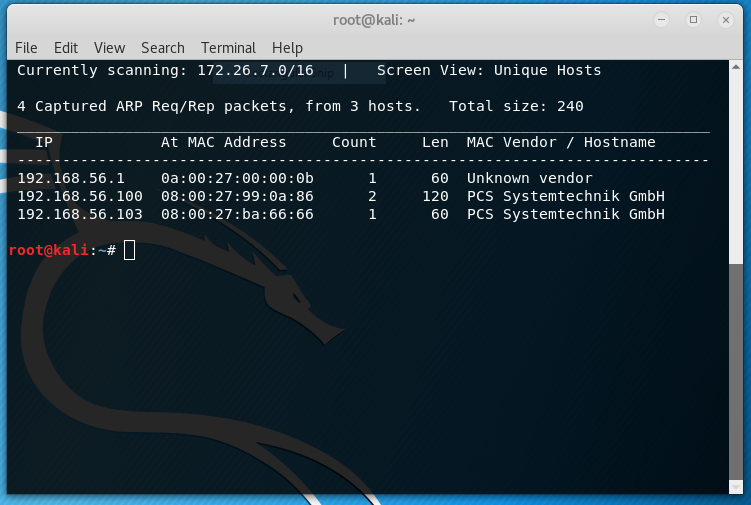 root@kali: ~
File Edit View Search Terminal Help
Currently scanning: 172.26.7.0/16 | Screen View: Unique Hosts
4 Captured ARP Req/Rep packets, from 3 hosts. Total size: 240
_____________________________________________________________________________
IP At MAC Address Count Len MAC Vendor / Hostname
-----------------------------------------------------------------------------
192.168.56.1 0a:00:27:00:00:0b 1 60 Unknown vendor
192.168.56.100 08:00:27:99:0a:86 2 120 PCS Systemtechnik GmbH
192.168.56.103 08:00:27:ba:66:66 1 60 PCS Systemtechnik GmbH
root@kali:~#